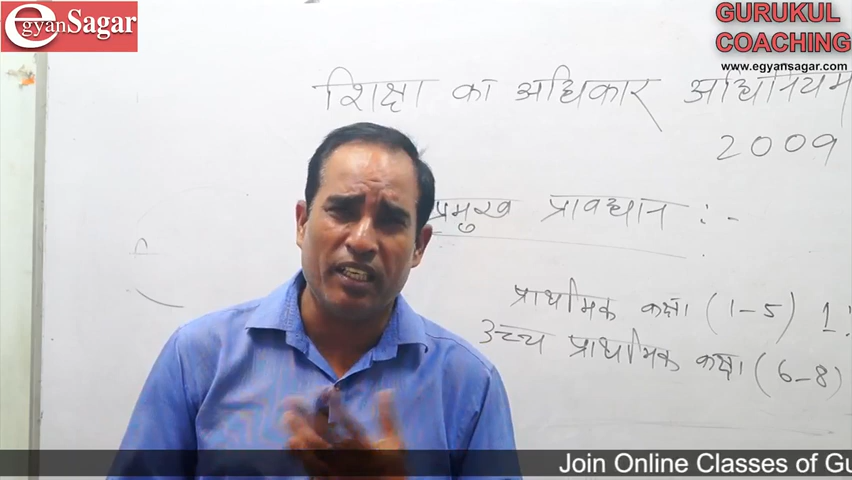 egyanSagar
GURUKUL
COACHING
www.egyansagar.com
शिक्षा का अधिकार अधिनियम
2009
प्रमुख प्रावधान :-
प्राथमिक कक्षा (1-5) 1:
उच्च प्राथमिक कक्षा (6-8)
Join Online Classes of Gu